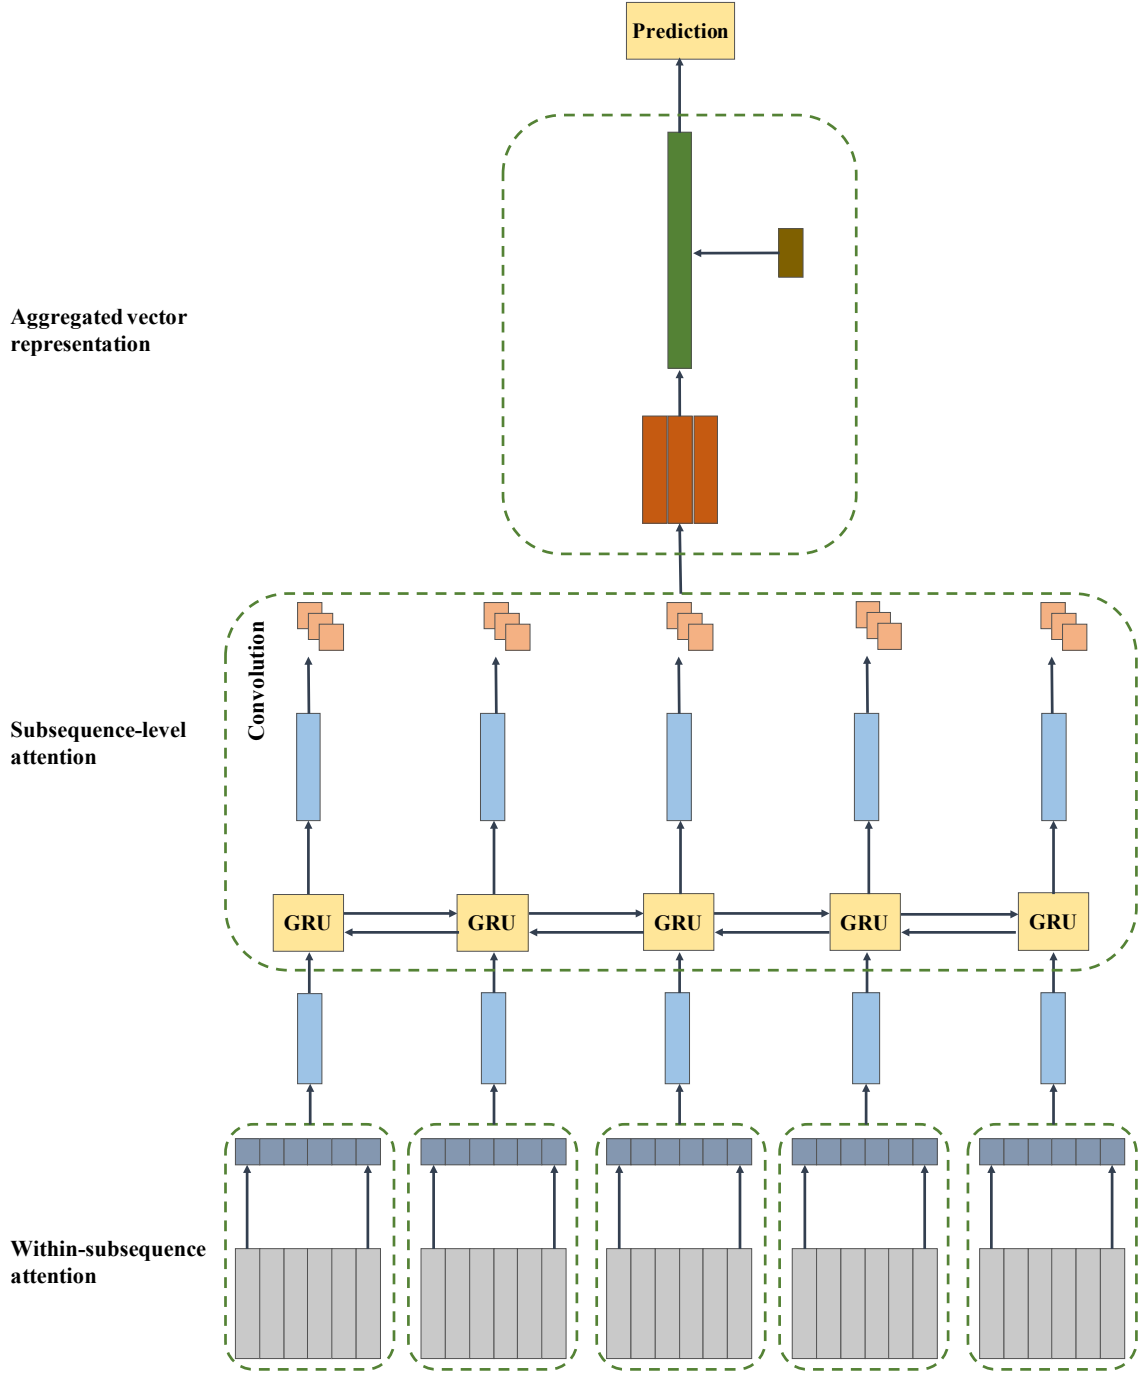 Prediction
Aggregated vector
representation
Convolution
Subsequence-level
attention
GRU GRU GRU GRU GRU
Within-subsequence
attention